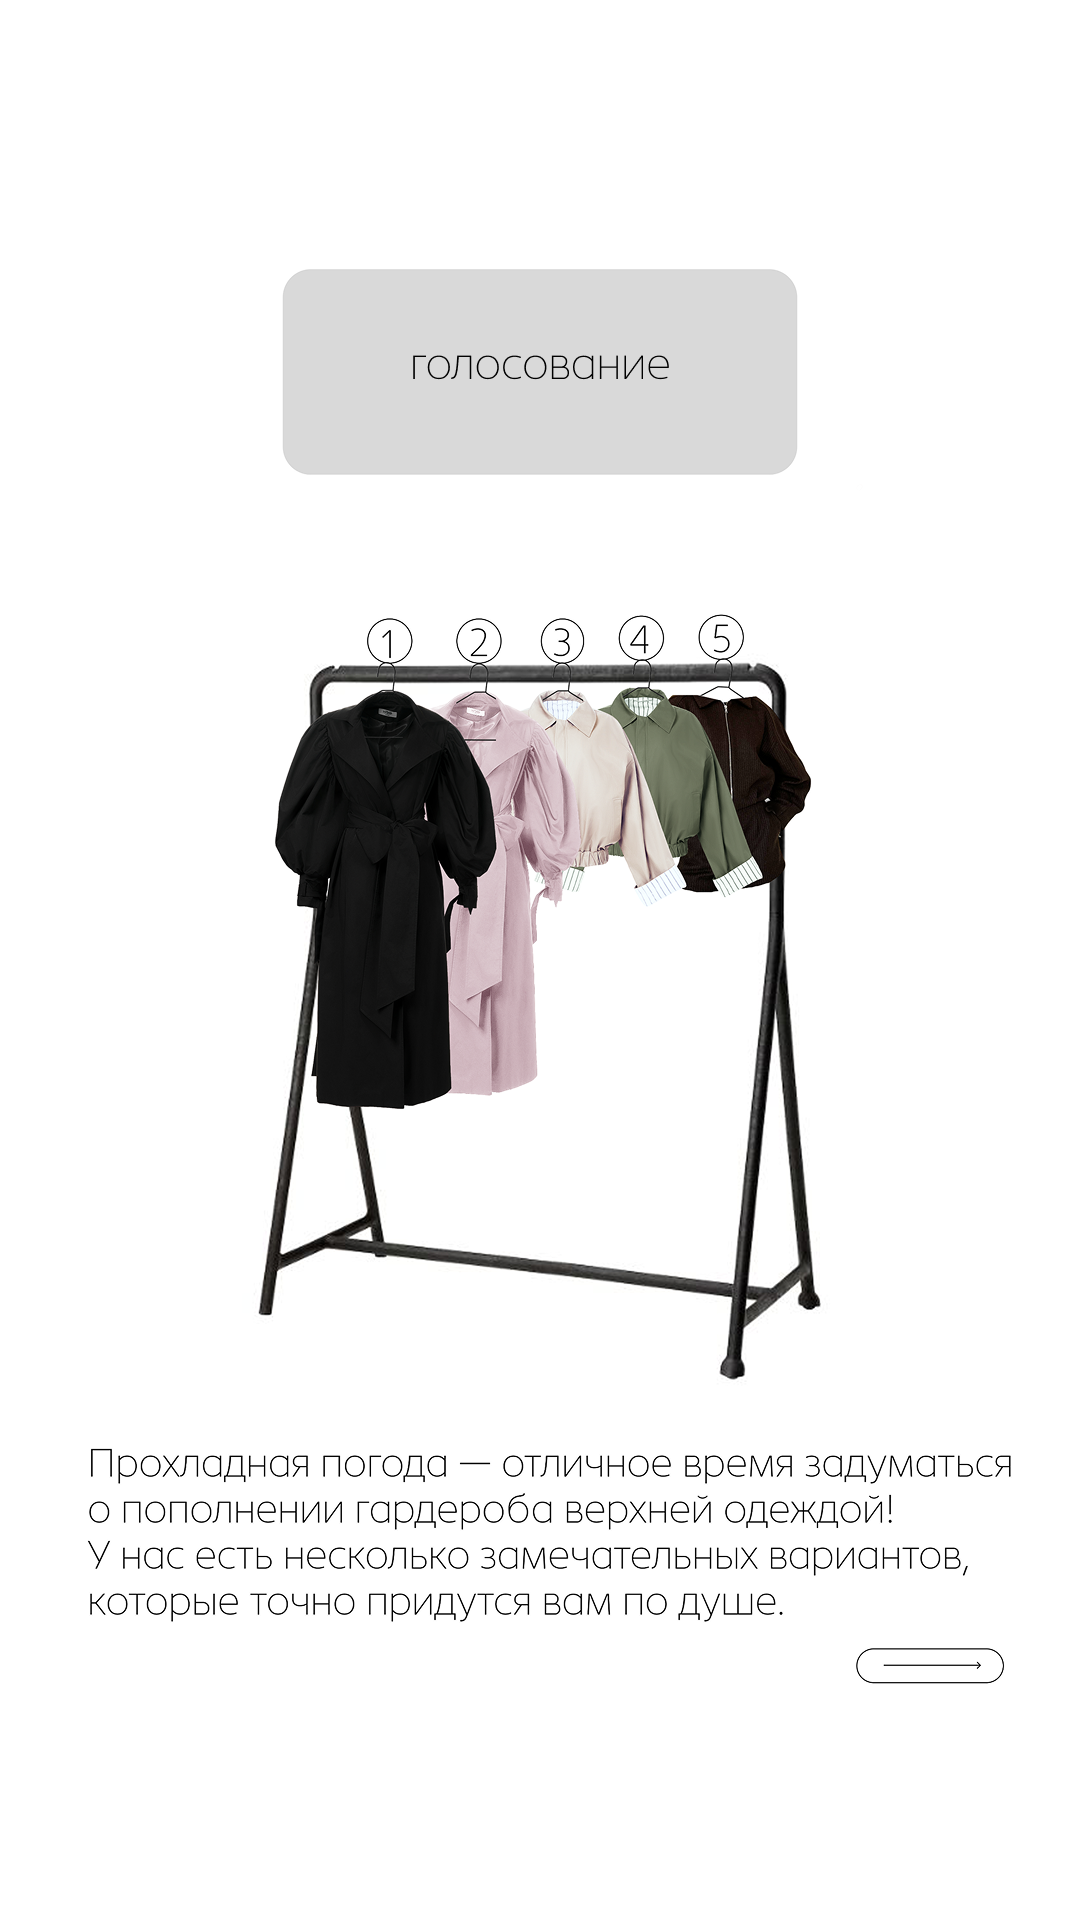 голосование
1 2 3 4 5
Прохладная погода — отличное время задуматься
о пополнении гардероба верхней одеждой!
У нас есть несколько замечательных вариантов,
которые точно придутся вам по душе.